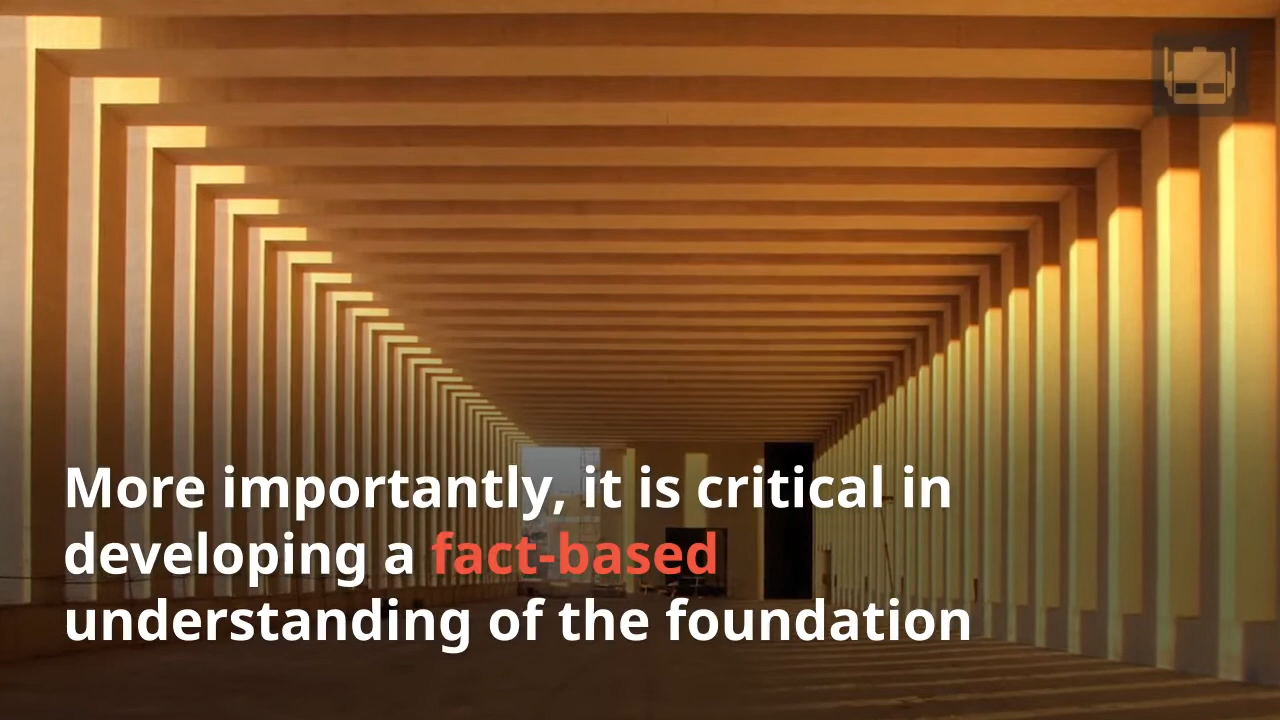 More importantly, it is critical in
developing a fact-based
understanding of the foundation